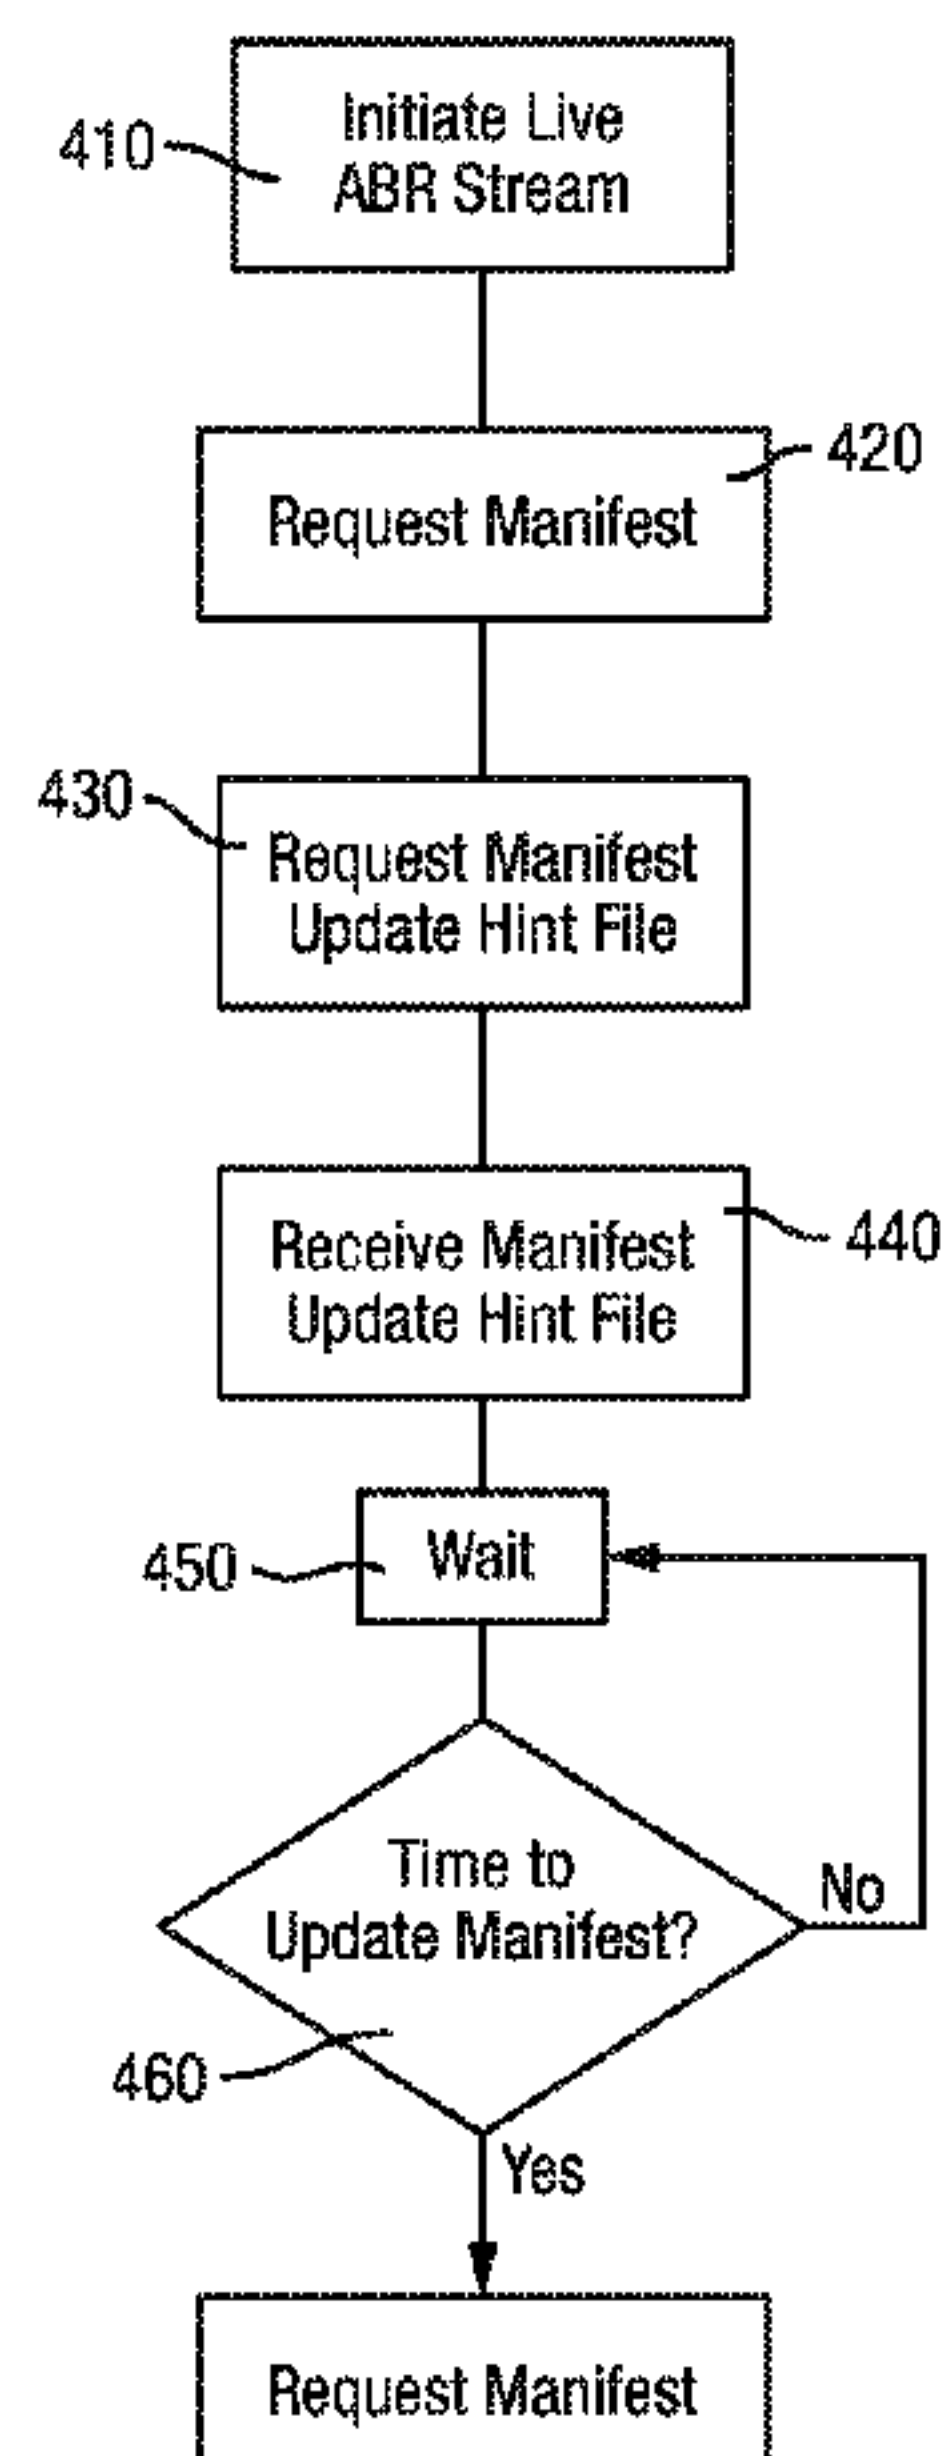 410
Initiate Live
ABR Stream
420
Request Manifest
430
Request Manifest
Update Hint File
440
Receive Manifest
Update Hint File
450
Wait
Time to
Update Manifest?
No
460
Yes
Request Manifest